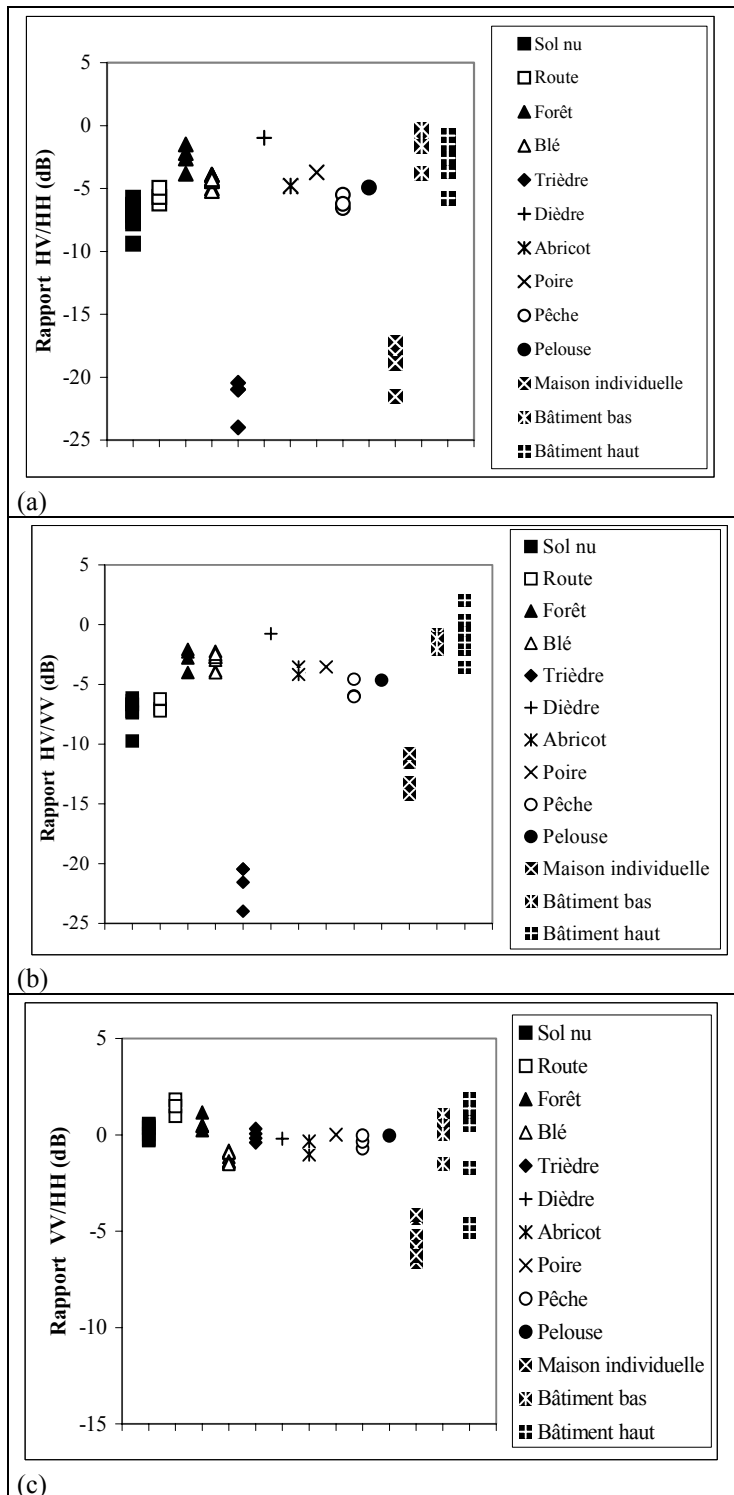 Rapport HV/HH (dB)
5
0
-5
-10
-15
-20
-25
Sol nu
Route
Forêt
Blé
Trièdre
Dièdre
Abricot
Poire
Pêche
Pelouse
Maison individuelle
Bâtiment bas
Bâtiment haut
(a)
Rapport HV/VV (dB)
5
0
-5
-10
-15
-20
-25
Sol nu
Route
Forêt
Blé
Trièdre
Dièdre
Abricot
Poire
Pêche
Pelouse
Maison individuelle
Bâtiment bas
Bâtiment haut
(b)
Rapport VV/HH (dB)
5
0
-5
-10
-15
Sol nu
Route
Forêt
Blé
Trièdre
Dièdre
Abricot
Poire
Pêche
Pelouse
Maison individuelle
Bâtiment bas
Bâtiment haut
(c)